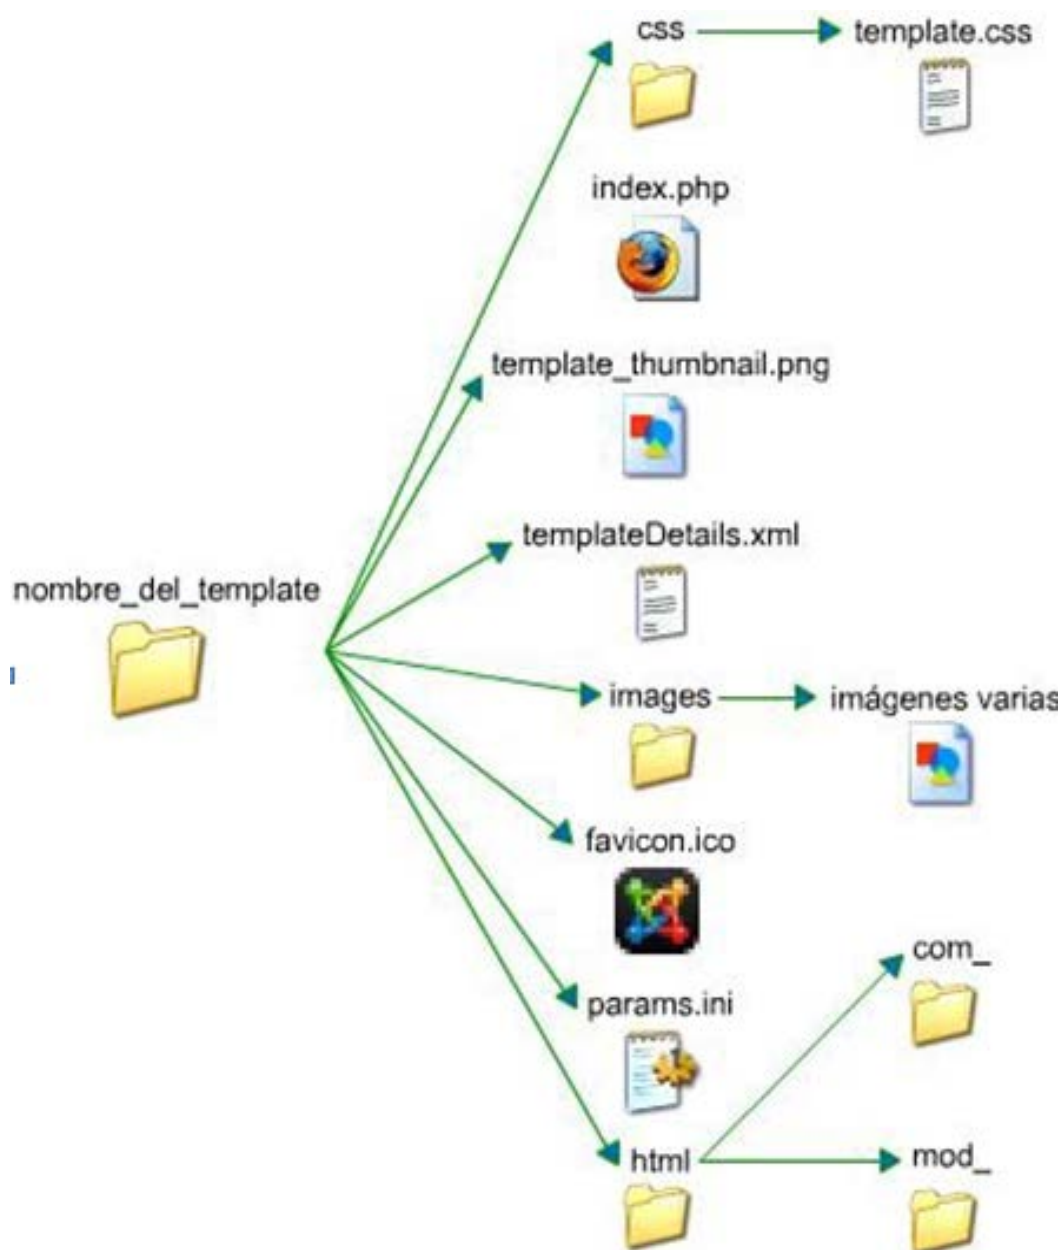 css
template.css
index.php
template_thumbnail.png
templateDetails.xml
nombre_del_template
images
imágenes varias
favicon.ico
com_
params.ini
html
mod_